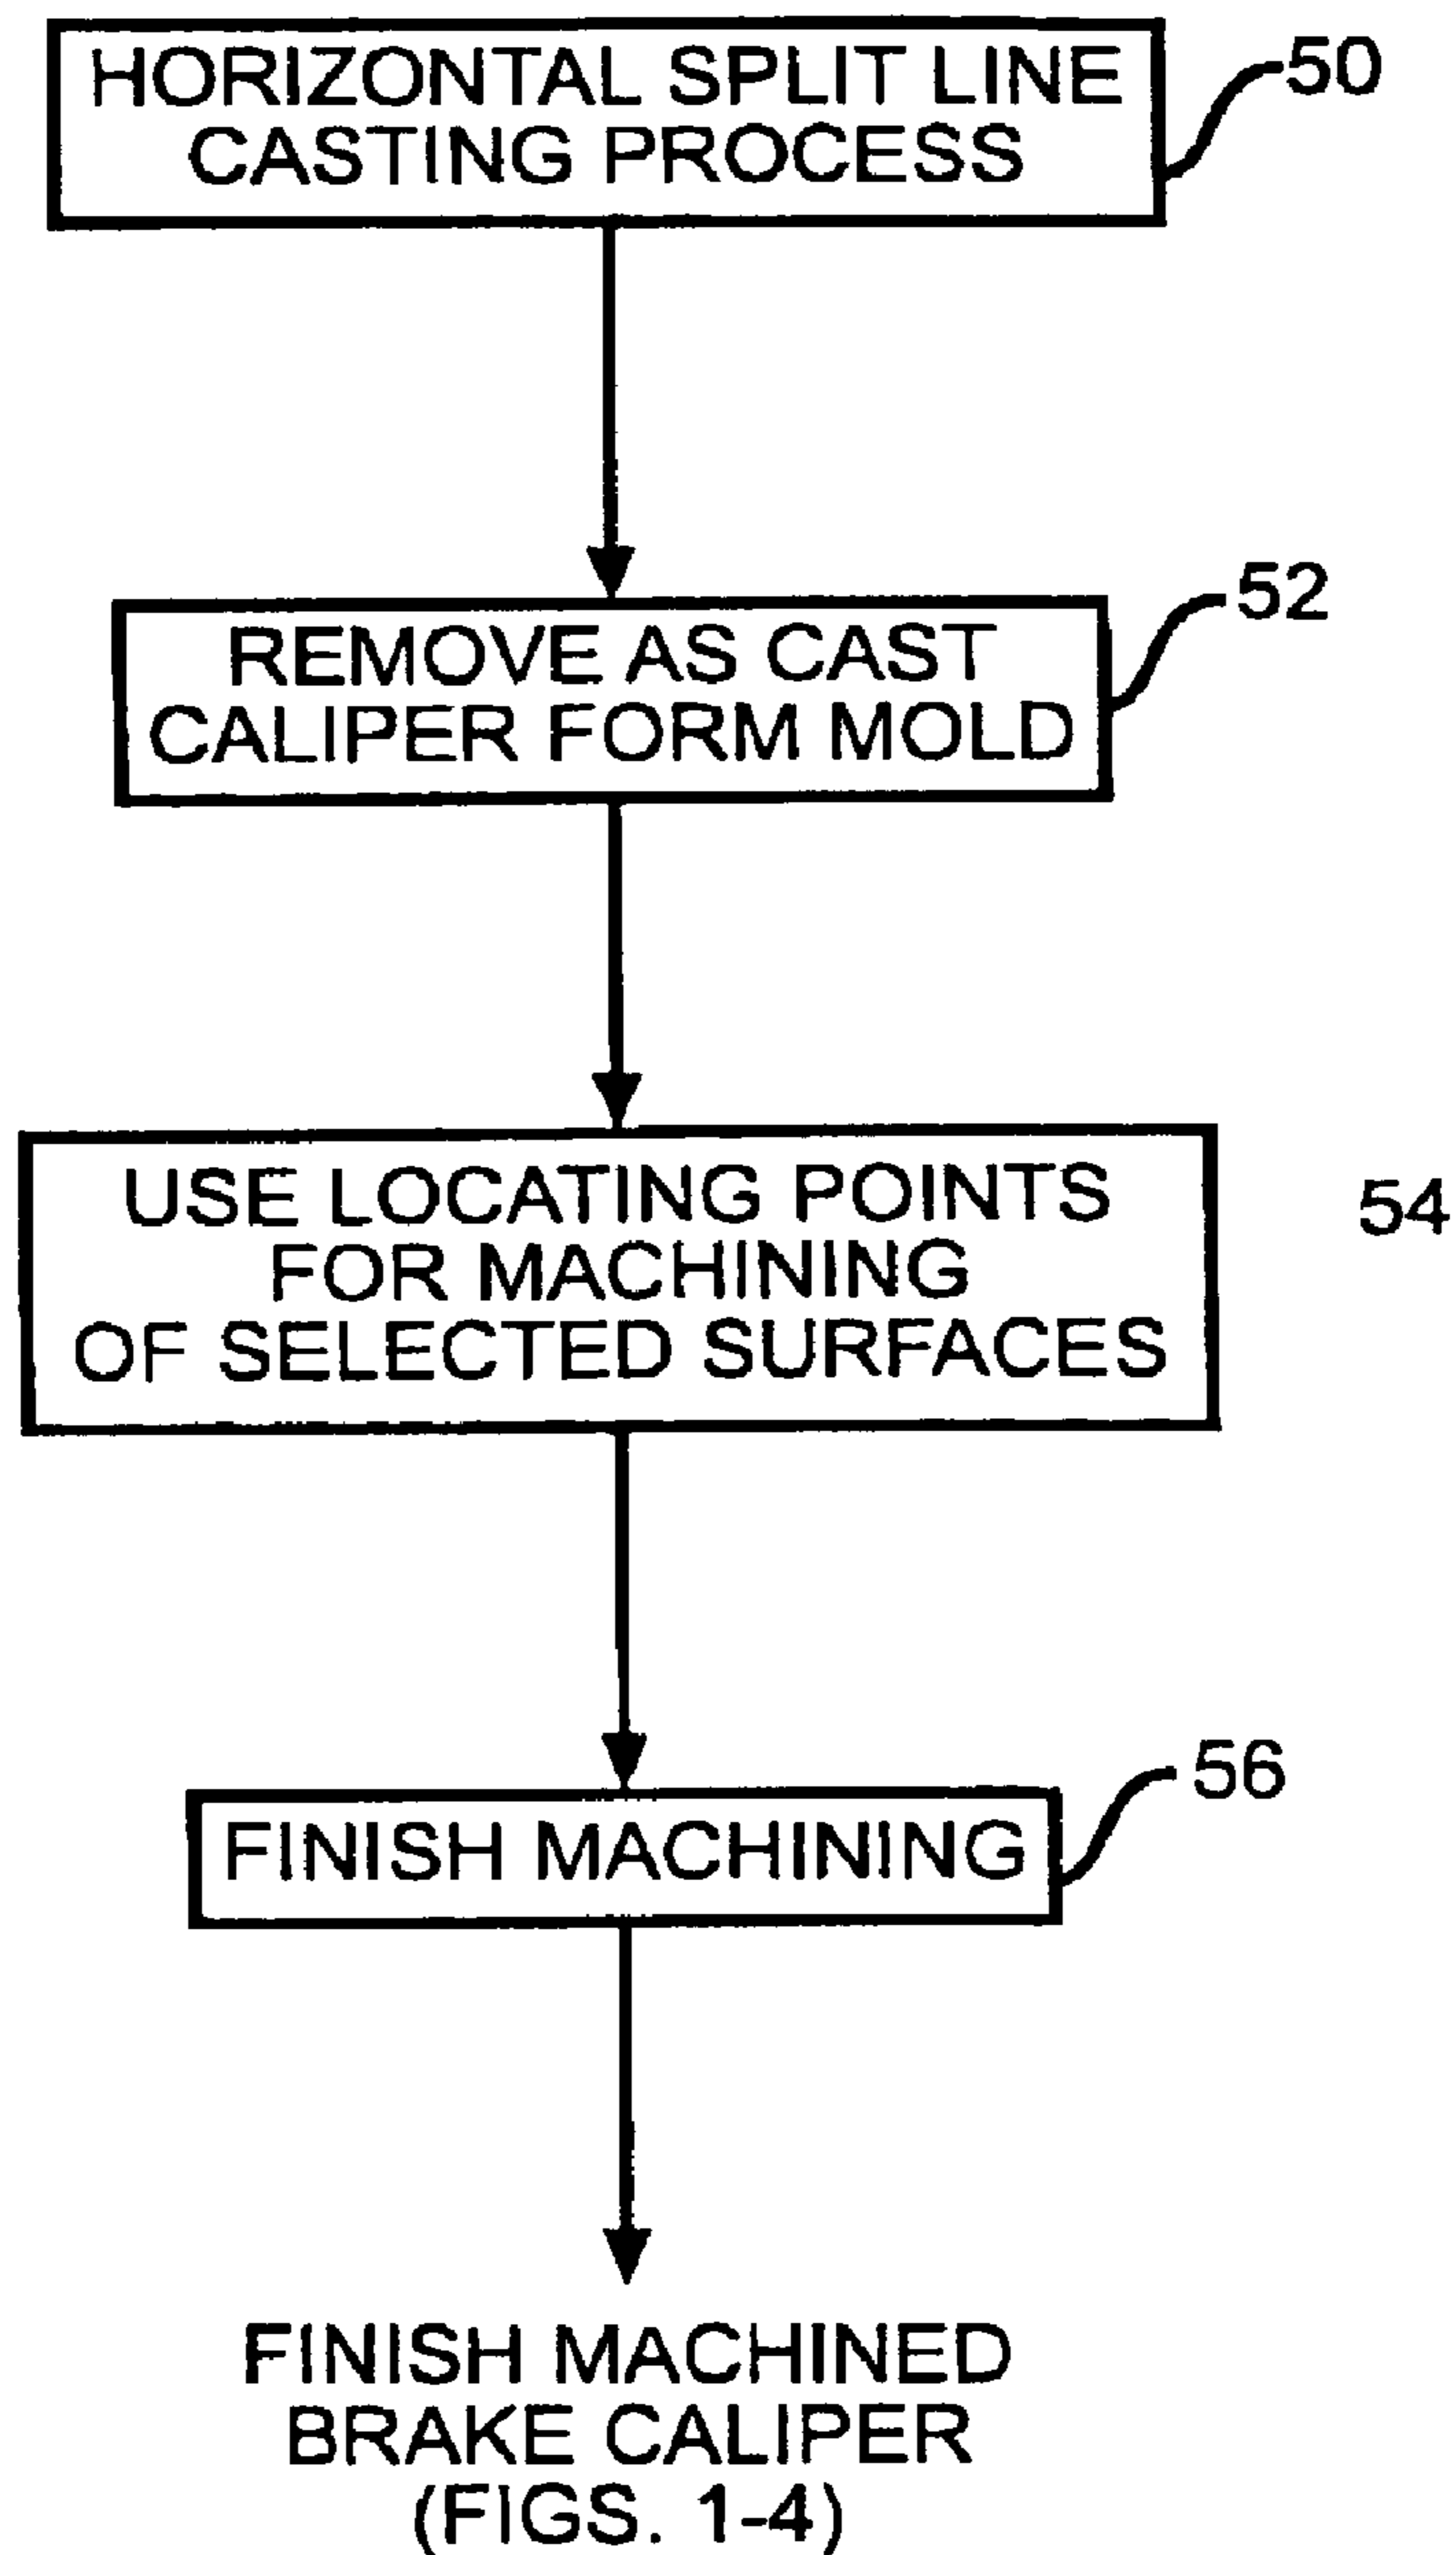 HORIZONTAL SPLIT LINE
CASTING PROCESS
50
REMOVE AS CAST
CALIPER FORM MOLD
52
USE LOCATING POINTS
FOR MACHINING
OF SELECTED SURFACES
54
FINISH MACHINING
56
FINISH MACHINED
BRAKE CALIPER
(FIGS. 1-4)